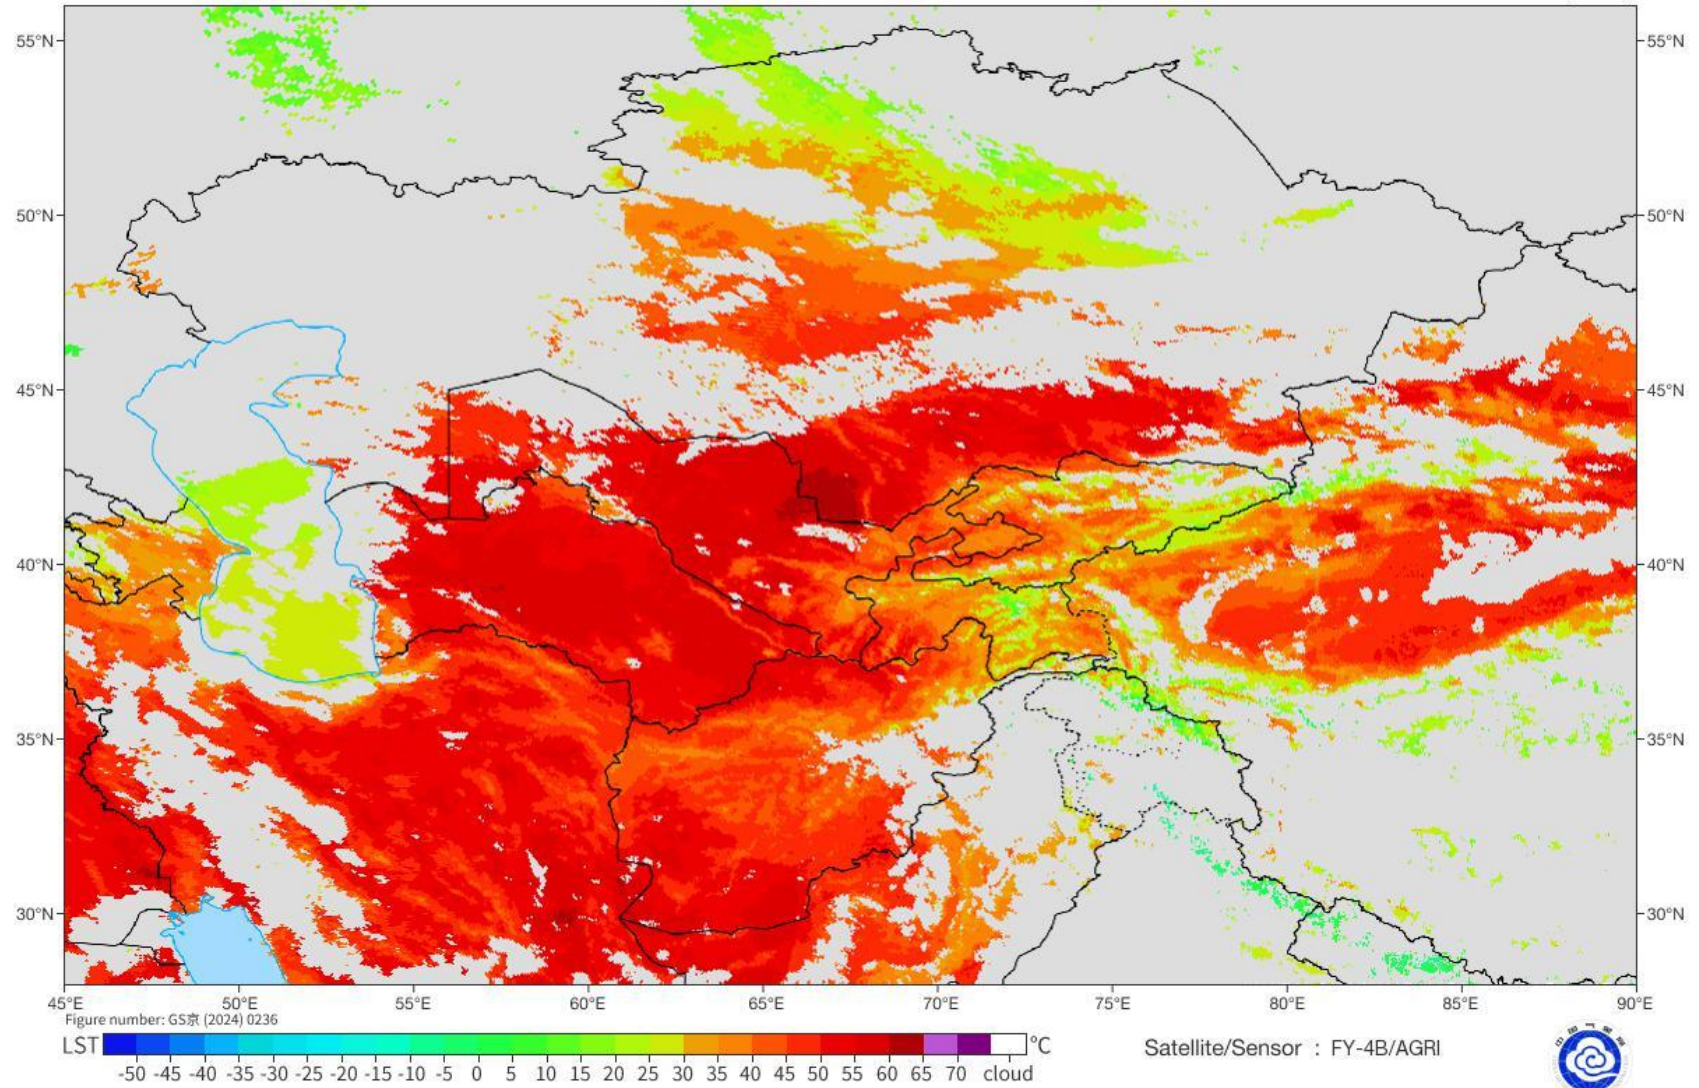 55°N
55°N
50°N
50°N
45°N
45°N
40°N
40°N
35°N
35°N
30°N
30°N
45°E 50°E 55°E 60°E 65°E 70°E 75°E 80°E 85°E 90°E
Figure number: GS京 (2024) 0236
LST °C
-50 -45 -40 -35 -30 -25 -20 -15 -10 -5 0 5 10 15 20 25 30 35 40 45 50 55 60 65 70 cloud
Satellite/Sensor : FY-4B/AGRI